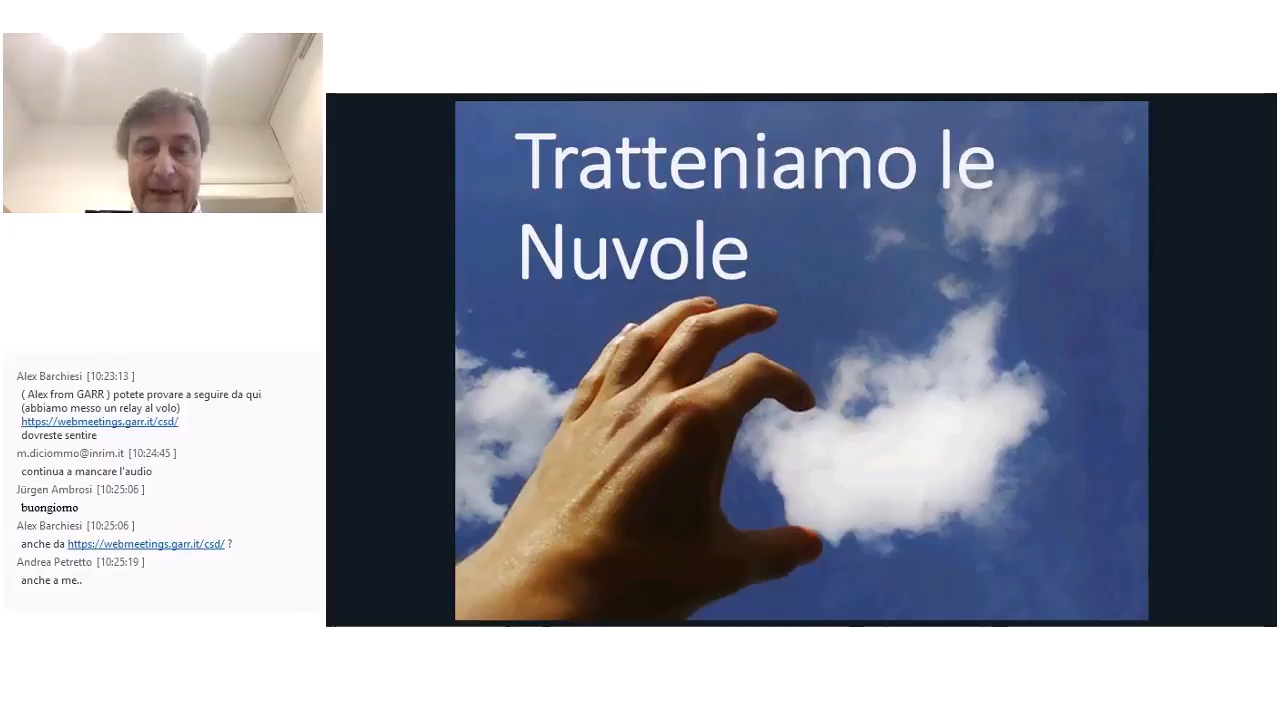 Tratteniamo le
Nuvole
Alex Barchiesi [10:23:13 ]
( Alex from GARR ) potete provare a seguire da qui
(abbiamo messo un relay al volo)
https://webmeetings.garr.it/csd/
dovreste sentire
m.diciommo@inrim.it [10:24:45 ]
continua a mancare l'audio
Jürgen Ambrosi [10:25:06 ]
buongiorno
Alex Barchiesi [10:25:06 ]
anche da https://webmeetings.garr.it/csd/ ?
Andrea Petretto [10:25:19 ]
anche a me..